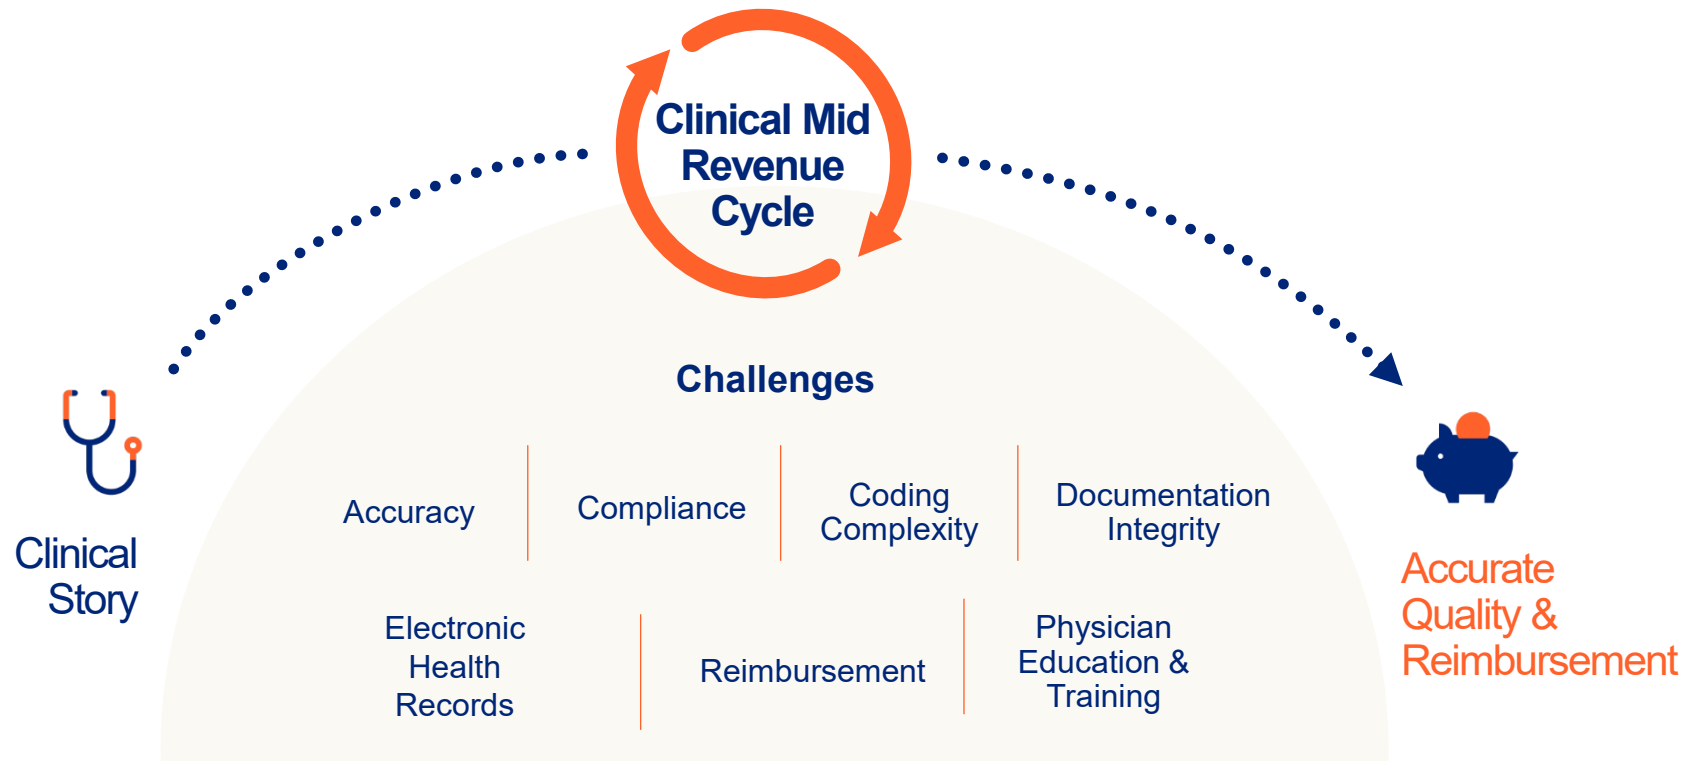 Clinical Mid
Revenue
Cycle
Challenges
Accuracy
Compliance
Coding
Complexity
Documentation
Integrity
Electronic
Health
Records
Reimbursement
Physician
Education &
Training
Clinical
Story
Accurate
Quality &
Reimbursement